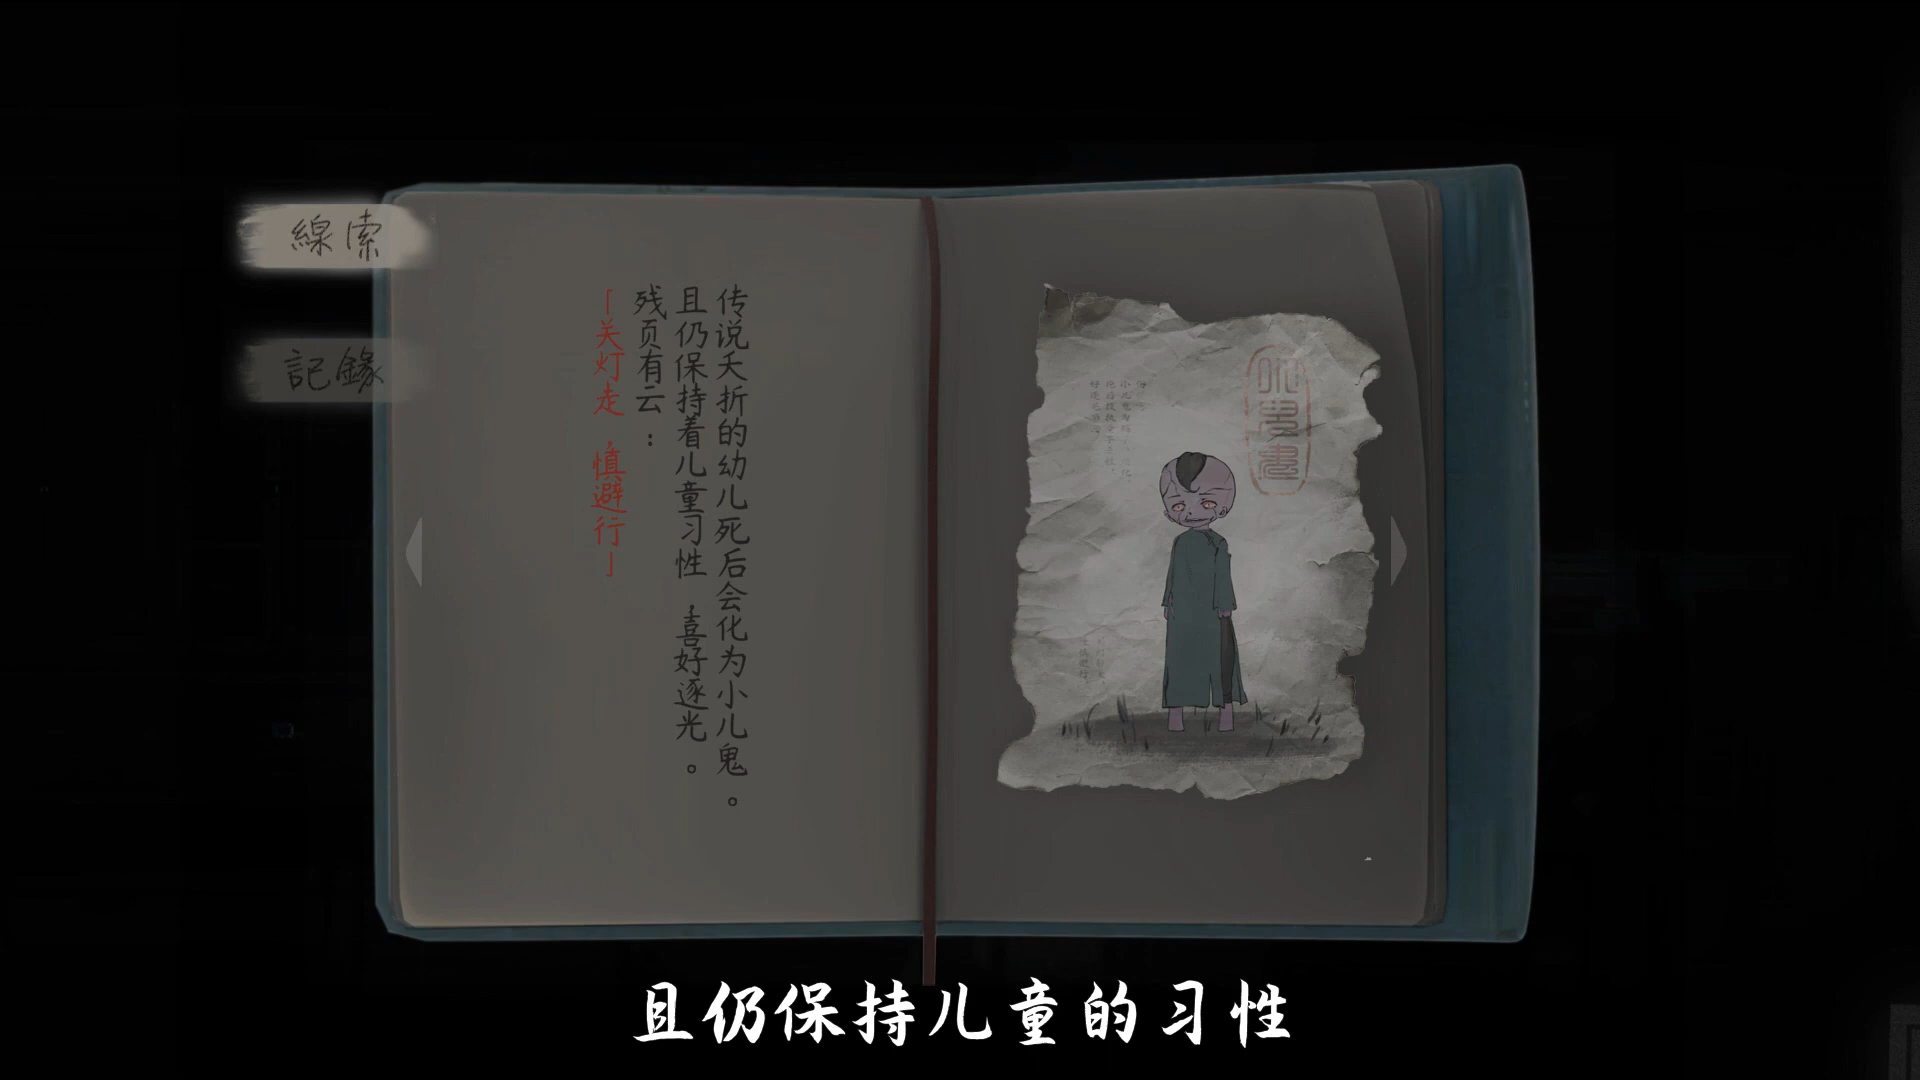 線索
記錄
传说夭折的幼儿死后会化为小儿鬼。
且仍保持着儿童习性，喜好逐光。
残页有云：
「关灯走，慎避行」
且仍保持儿童的习性